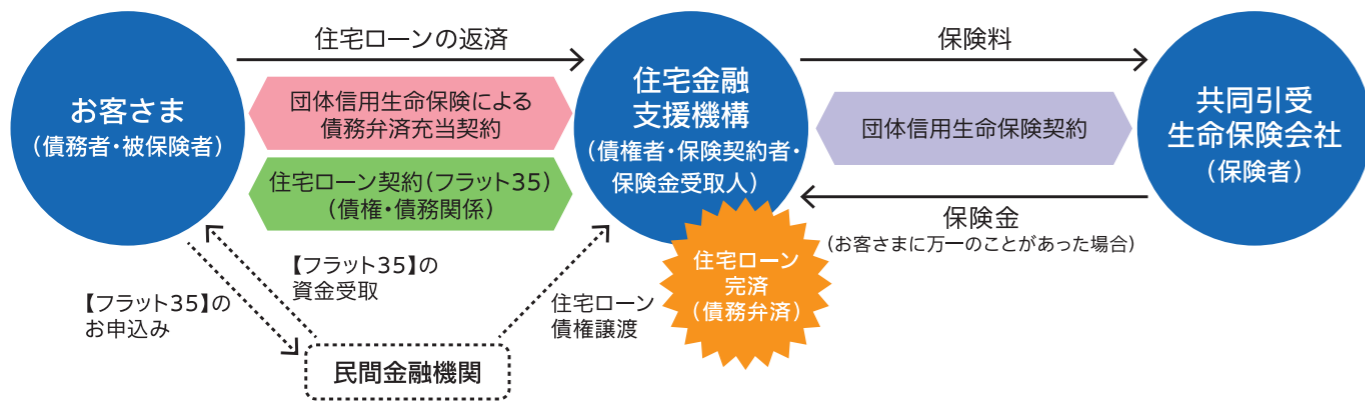 お客さま
(債務者・被保険者)
住宅ローンの返済
団体信用生命保険による
債務弁済充当契約
住宅ローン契約(フラット35)
(債権・債務関係)
住宅金融
支援機構
(債権者・保険契約者・
保険金受取人)
保険料
団体信用生命保険契約
保険金
(お客さまに万一のことがあった場合)
共同引受
生命保険会社
(保険者)
住宅ローン
完済
(債務弁済)
【フラット35】の
お申込み
【フラット35】の
資金受取
住宅ローン
債権譲渡
民間金融機関